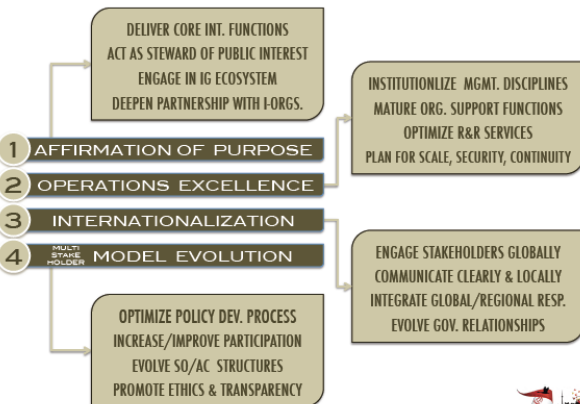 DELIVER CORE INT. FUNCTIONS
ACT AS STEWARD OF PUBLIC INTEREST
ENGAGE IN IG ECOSYSTEM
DEEPEN PARTNERSHIP WITH I-ORGS.
INSTITUTIONLIZE MGMT. DISCIPLINES
MATURE ORG. SUPPORT FUNCTIONS
OPTIMIZE R&R SERVICES
PLAN FOR SCALE, SECURITY, CONTINUITY
1 AFFIRMATION OF PURPOSE
2 OPERATIONS EXCELLENCE
3 INTERNATIONALIZATION
4 MULTI STAKE HOLDER MODEL EVOLUTION
ENGAGE STAKEHOLDERS GLOBALLY
COMMUNICATE CLEARLY & LOCALLY
INTEGRATE GLOBAL/REGIONAL RESP.
EVOLVE GOV. RELATIONSHIPS
OPTIMIZE POLICY DEV. PROCESS
INCREASE/IMPROVE PARTICIPATION
EVOLVE SO/AC STRUCTURES
PROMOTE ETHICS & TRANSPARENCY